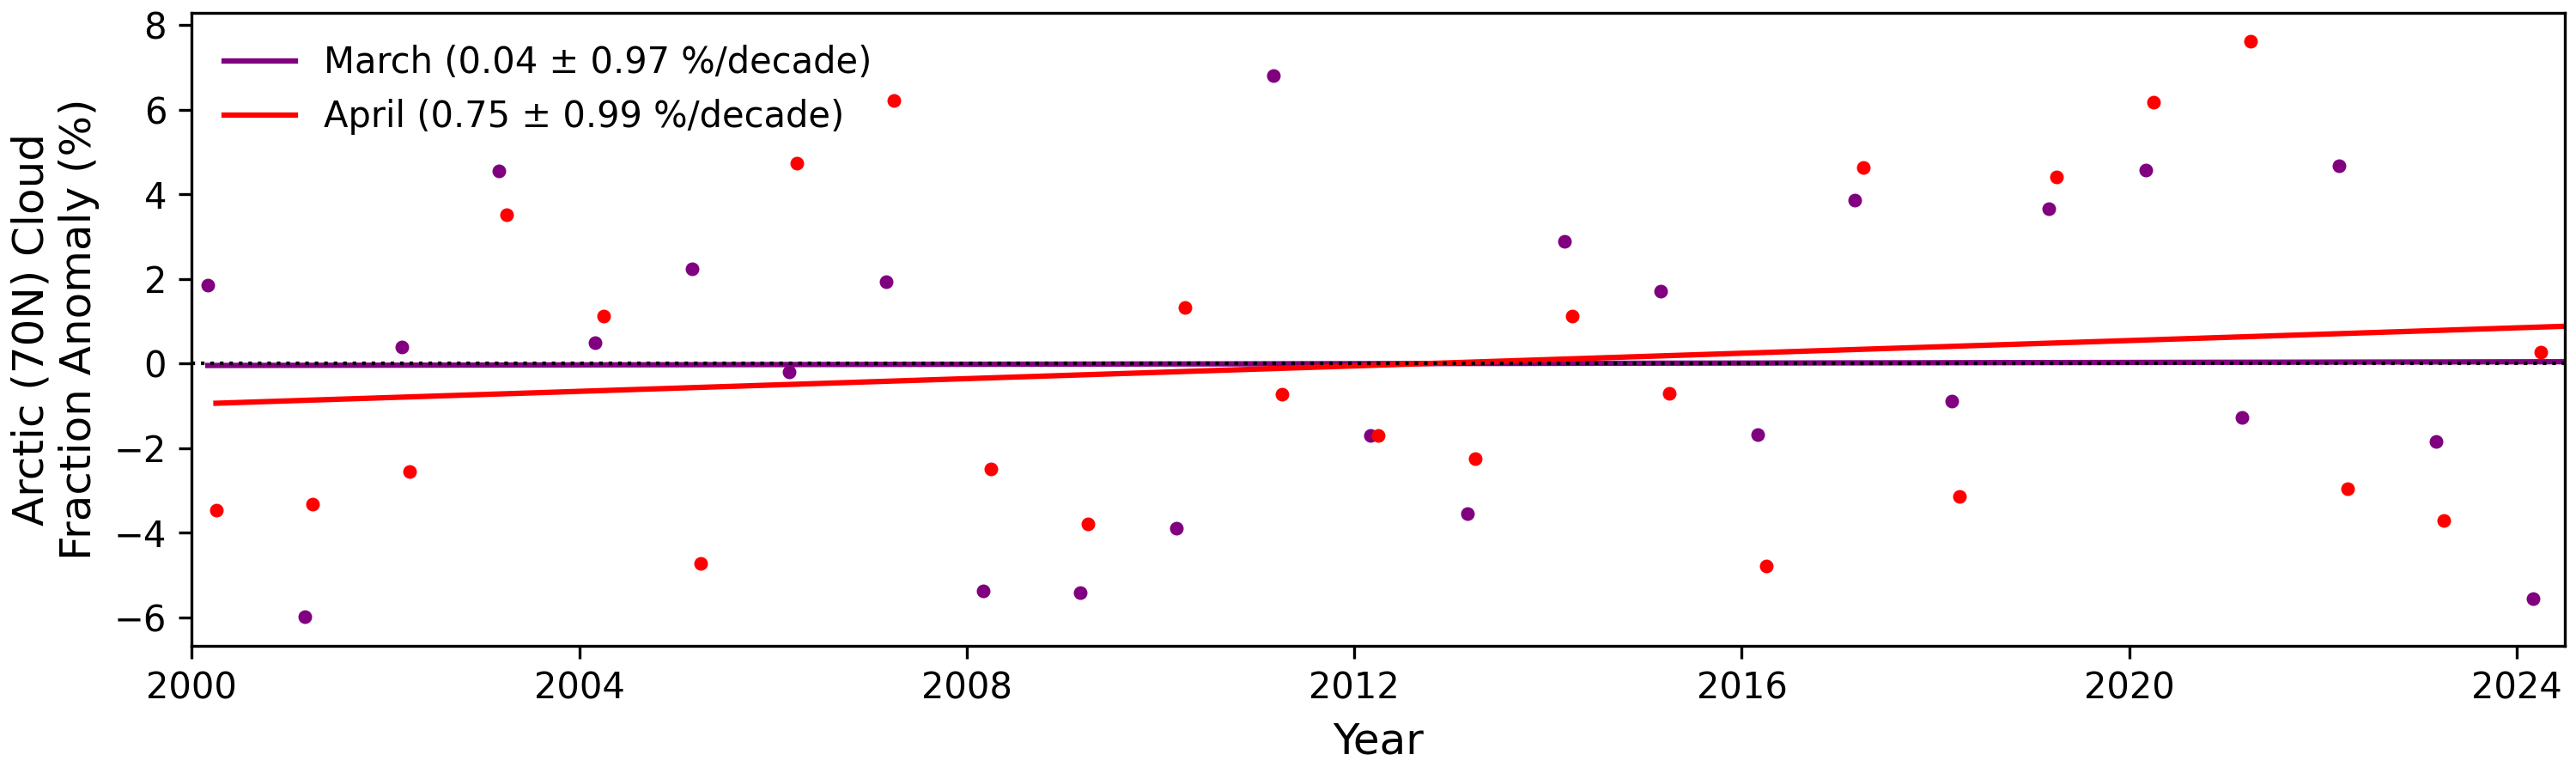 Arctic (70N) Cloud
Fraction Anomaly (%)
8
6
4
2
0
−2
−4
−6
March (0.04 ± 0.97 %/decade)
April (0.75 ± 0.99 %/decade)
2000 2004 2008 2012 2016 2020 2024
Year